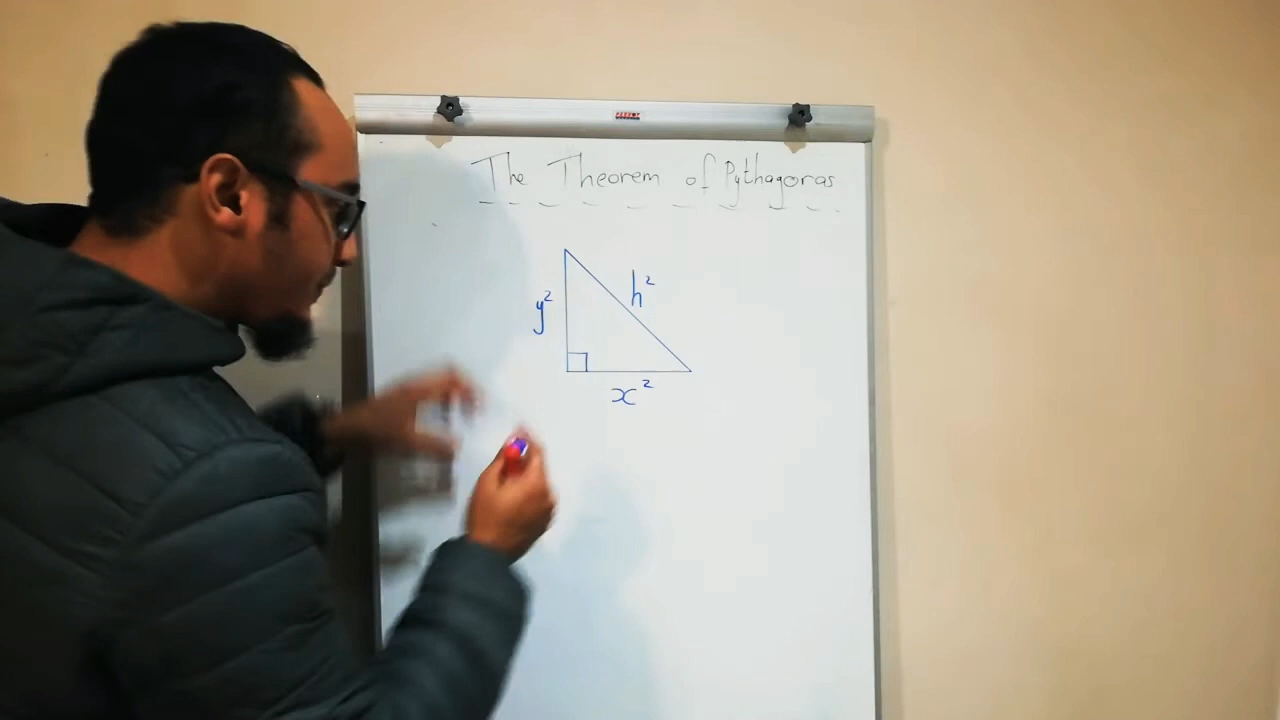 The Theorem of Pythagoras
h²
y²
x²